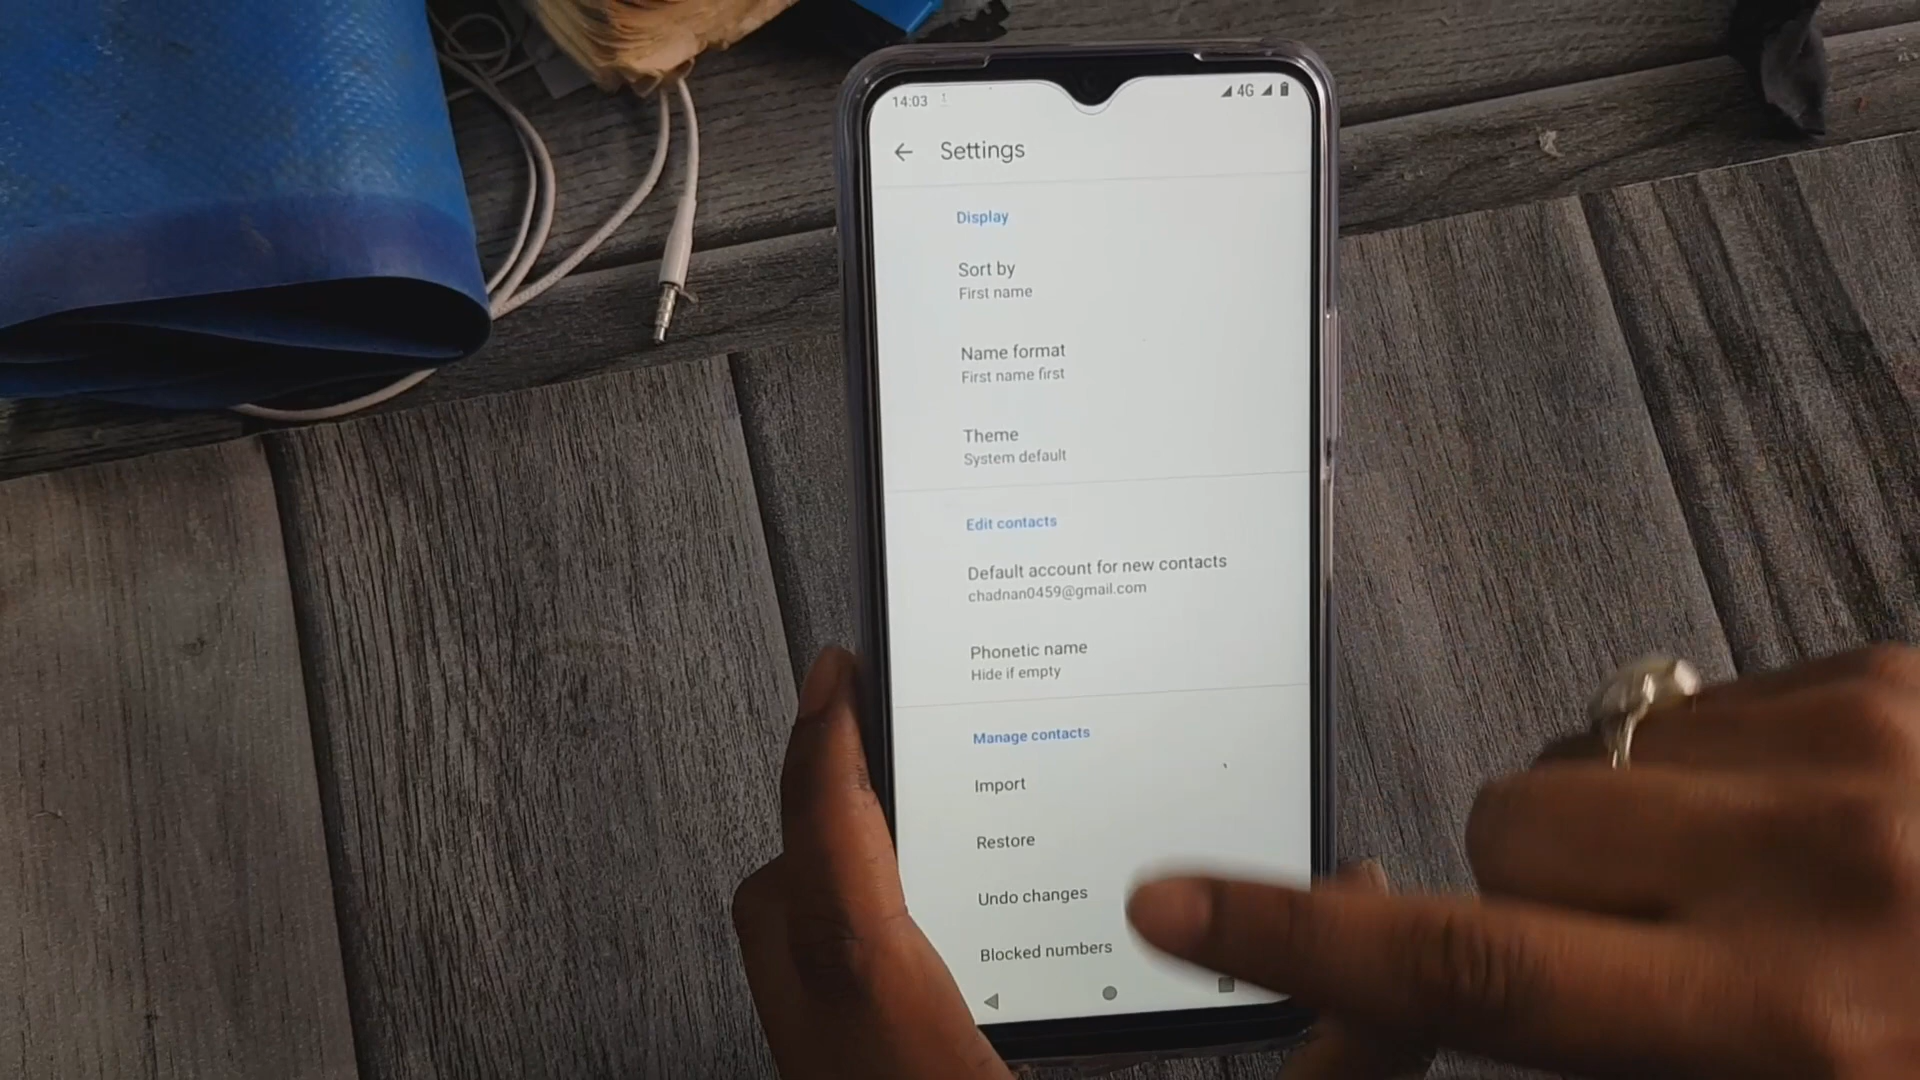 14:03
4G
Settings
Display
Sort by
First name
Name format
First name first
Theme
System default
Edit contacts
Default account for new contacts
chadnan0459@gmail.com
Phonetic name
Hide if empty
Manage contacts
Import
Restore
Undo changes
Blocked numbers